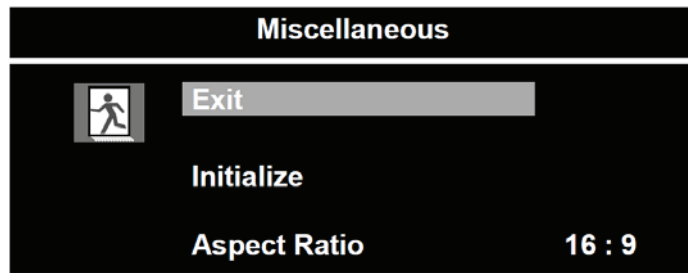 Miscellaneous
Exit
Initialize
Aspect Ratio 16 : 9